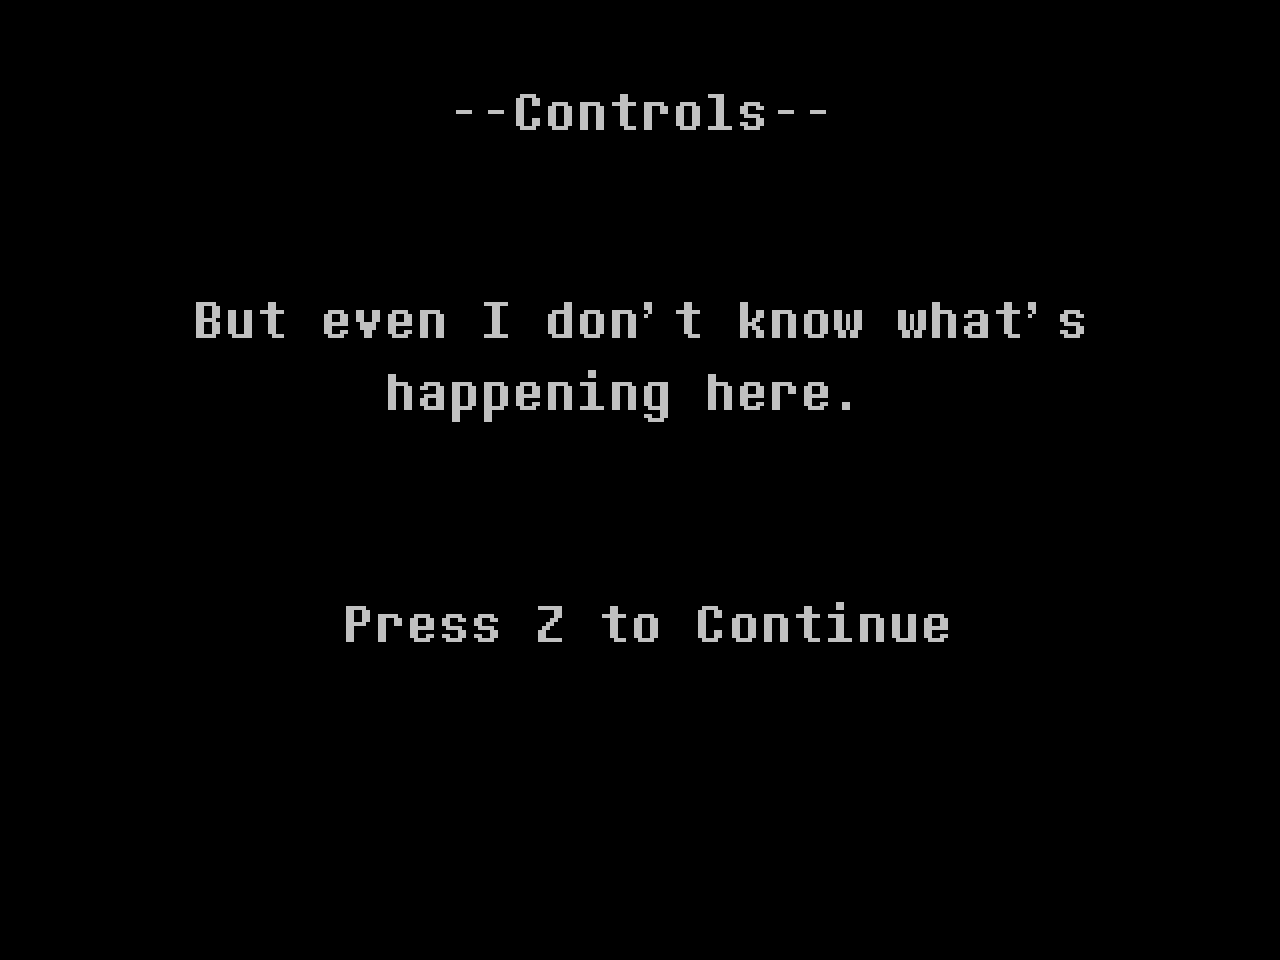 --Controls--
But even I don't know what's
happening here.
Press Z to Continue